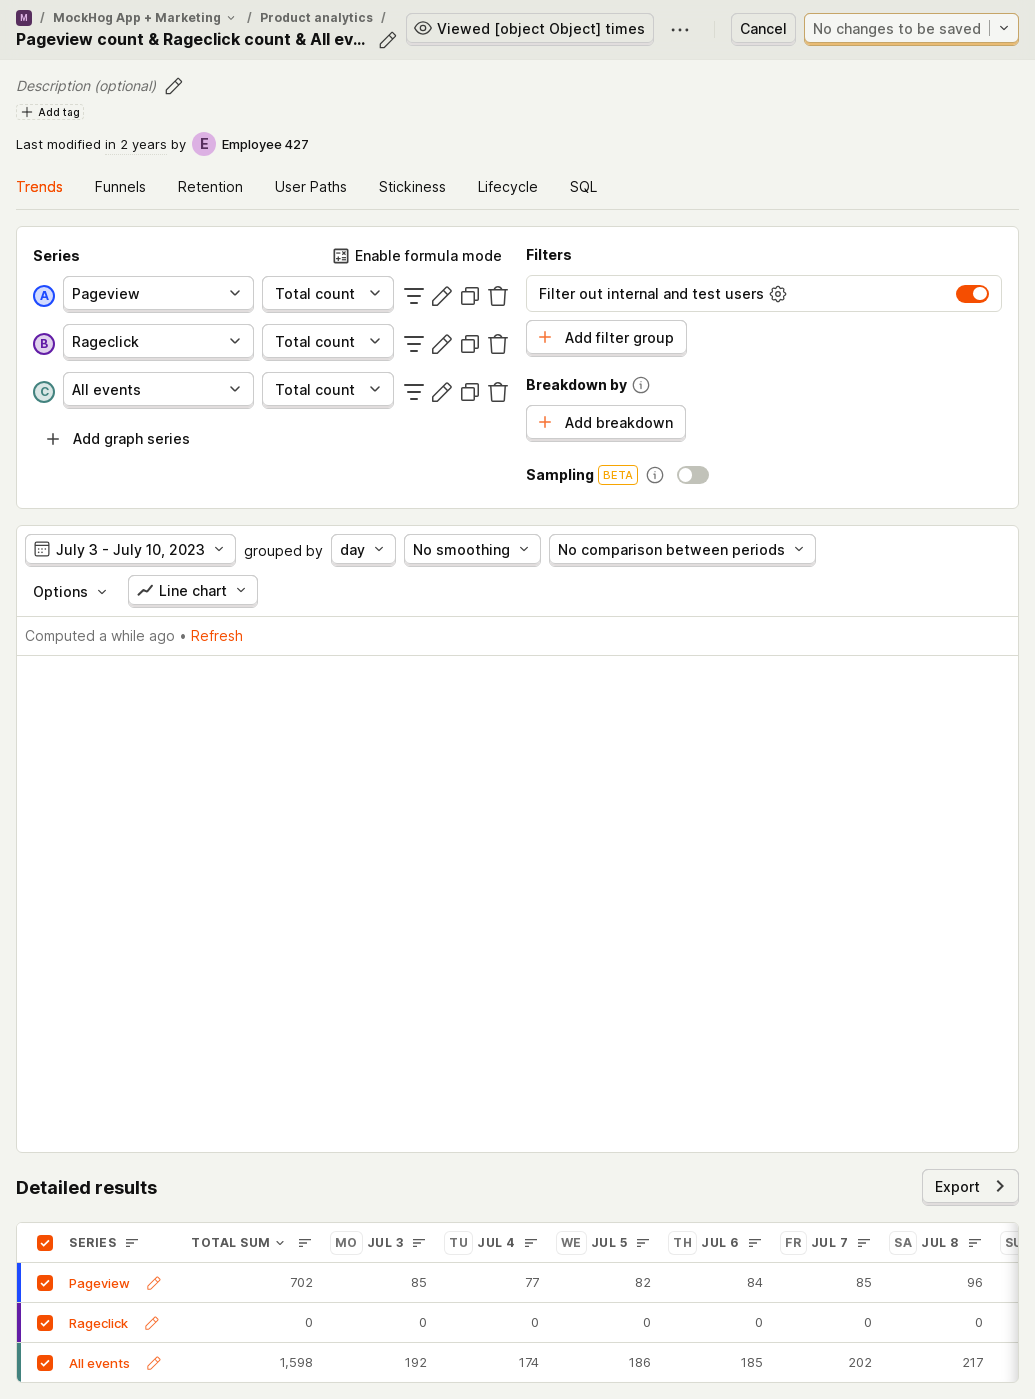 M / MockHog App + Marketing / Product analytics /
Pageview count & Rageclick count & All ev...
Viewed [object Object] times
Cancel
No changes to be saved
Description (optional)
Add tag
Last modified in 2 years by E Employee 427
Trends Funnels Retention User Paths Stickiness Lifecycle SQL
Series
Enable formula mode
A Pageview Total count
B Rageclick Total count
C All events Total count
Add graph series
Filters
Filter out internal and test users
Add filter group
Breakdown by
Add breakdown
Sampling BETA
July 3 - July 10, 2023 grouped by day No smoothing No comparison between periods
Options Line chart
Computed a while ago • Refresh
Detailed results
Export
SERIES TOTAL SUM MO JUL 3 TU JUL 4 WE JUL 5 TH JUL 6 FR JUL 7 SA JUL 8 SU
Pageview 702 85 77 82 84 85 96
Rageclick 0 0 0 0 0 0 0
All events 1,598 192 174 186 185 202 217